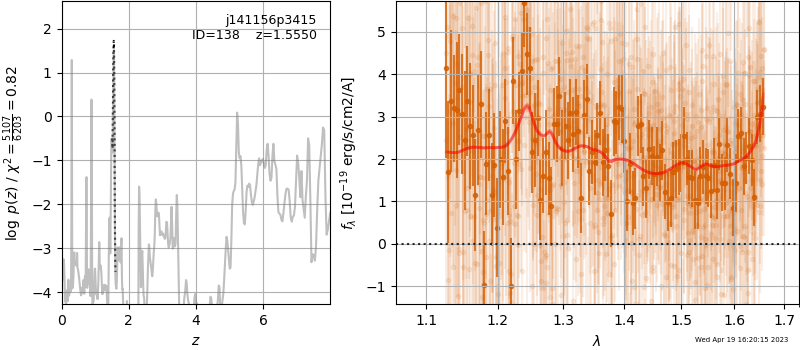 j141156p3415
ID=138 z=1.5550
log p(z) / χ² = 5107/6203 = 0.82
2
1
0
−1
−2
−3
−4
0 2 4 6
z
fλ [10⁻¹⁹ erg/s/cm2/A]
5
4
3
2
1
0
−1
1.1 1.2 1.3 1.4 1.5 1.6 1.7
λ
Wed Apr 19 16:20:15 2023